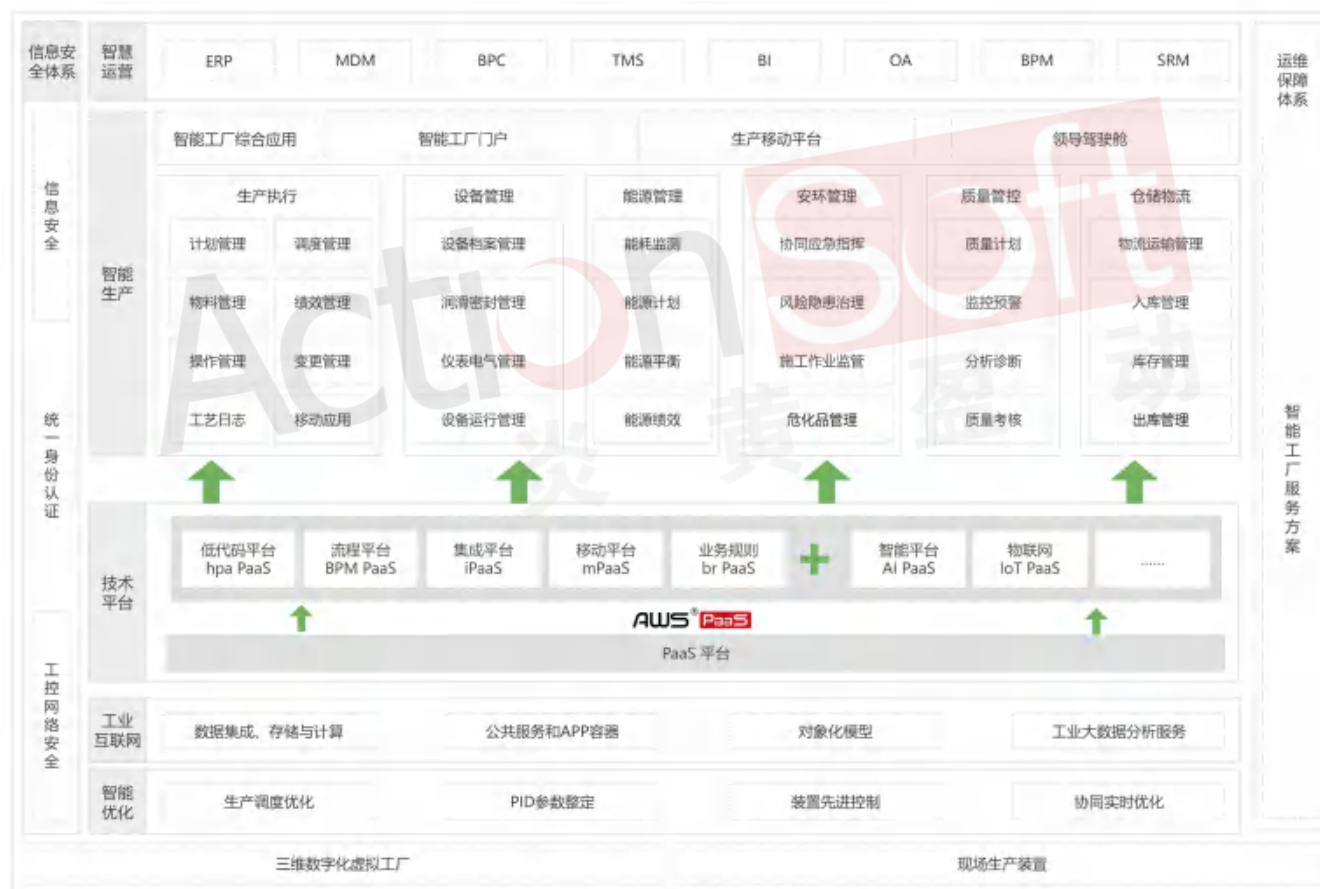 信息安
全体系
信息安全
统一身份认证
工控网络安全
智慧
运营
ERP
MDM
BPC
TMS
BI
OA
BPM
SRM
智能
生产
智能工厂综合应用
智能工厂门户
生产移动平台
领导驾驶舱
生产执行
计划管理
调度管理
物料管理
绩效管理
操作管理
变更管理
工艺日志
移动应用
设备管理
设备档案管理
润滑密封管理
仪表电气管理
设备运行管理
能源管理
能耗监测
能源计划
能源平衡
能源绩效
安环管理
协同应急指挥
风险隐患治理
施工作业监管
危化品管理
质量管控
质量计划
监控预警
分析诊断
质量考核
仓储物流
物流运输管理
入库管理
库存管理
出库管理
ActionSoft
炎黄盈动
技术
平台
低代码平台
hpa PaaS
流程平台
BPM PaaS
集成平台
iPaaS
移动平台
mPaaS
业务规则
br PaaS
智能平台
AI PaaS
物联网
IoT PaaS
......
AWS® PaaS
PaaS 平台
工业
互联网
数据集成、存储与计算
公共服务和APP容器
对象化模型
工业大数据分析服务
智能
优化
生产调度优化
PID参数整定
装置先进控制
协同实时优化
三维数字化虚拟工厂
现场生产装置
运维
保障
体系
智能工厂服务方案